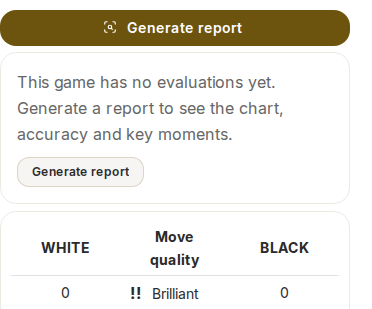 Generate report
This game has no evaluations yet.
Generate a report to see the chart,
accuracy and key moments.
Generate report
WHITE Move quality BLACK
0 !! Brilliant 0